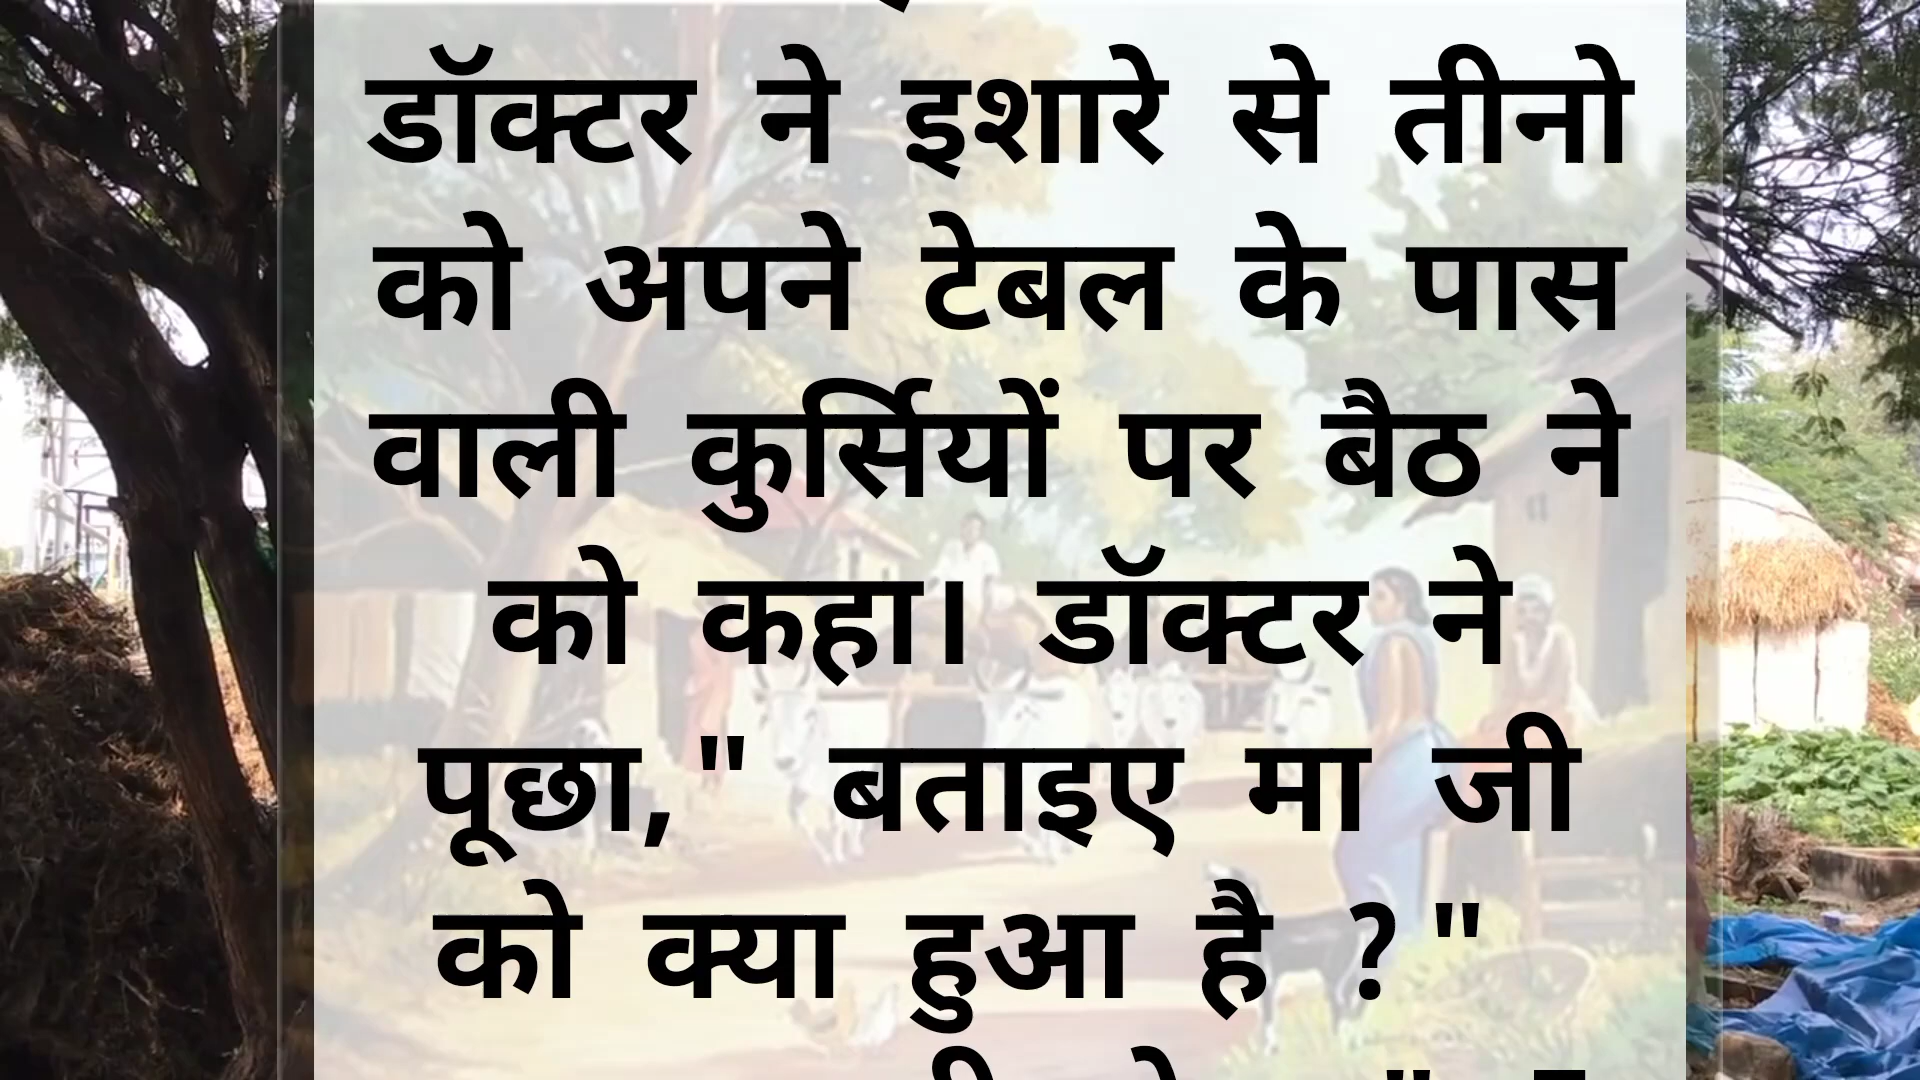 डॉक्टर ने इशारे से तीनो
को अपने टेबल के पास
वाली कुर्सियों पर बैठ ने
को कहा। डॉक्टर ने
पूछा," बताइए मा जी
को क्या हुआ है ?"